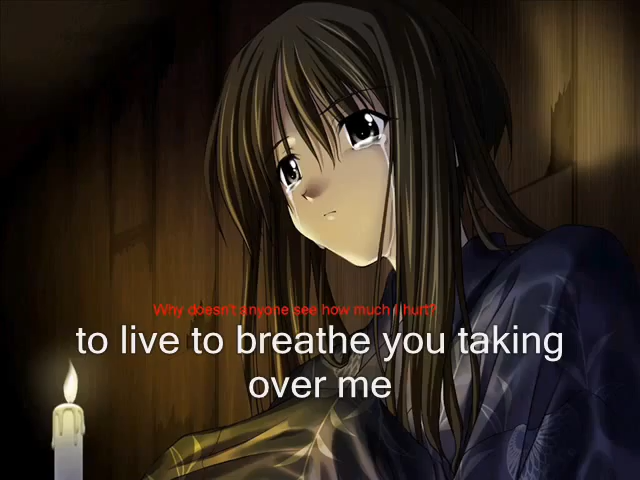 Why doesn't anyone see how much I hurt?
to live to breathe you taking
over me